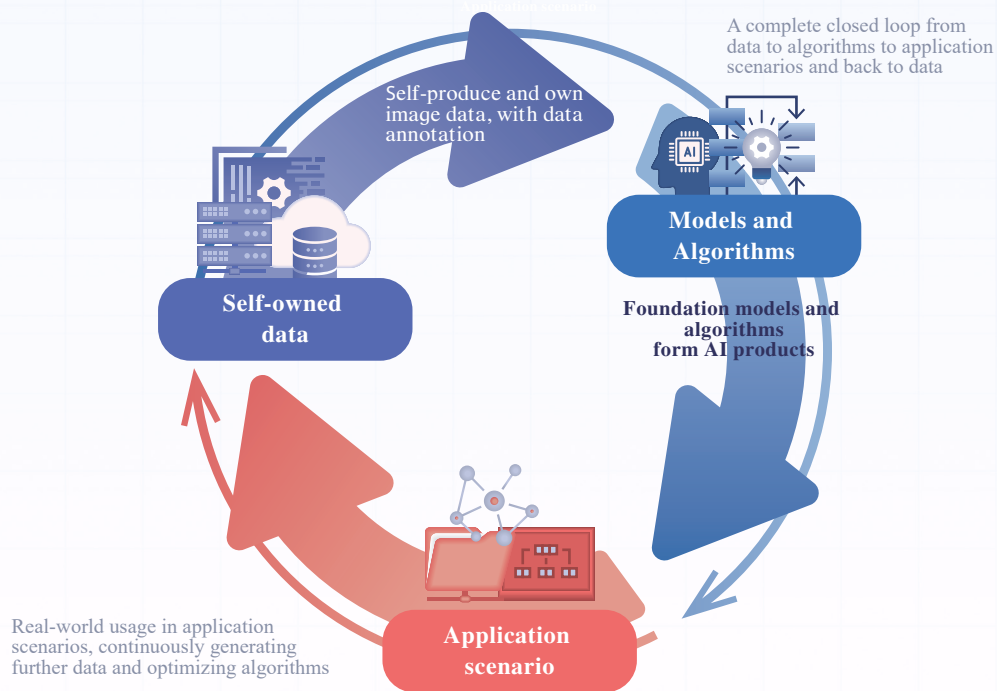 Application scenario
A complete closed loop from
data to algorithms to application
scenarios and back to data
Self-produce and own
image data, with data
annotation
AI
Models and
Algorithms
Self-owned
data
Foundation models and
algorithms
form AI products
Real-world usage in application
scenarios, continuously generating
further data and optimizing algorithms
Application
scenario